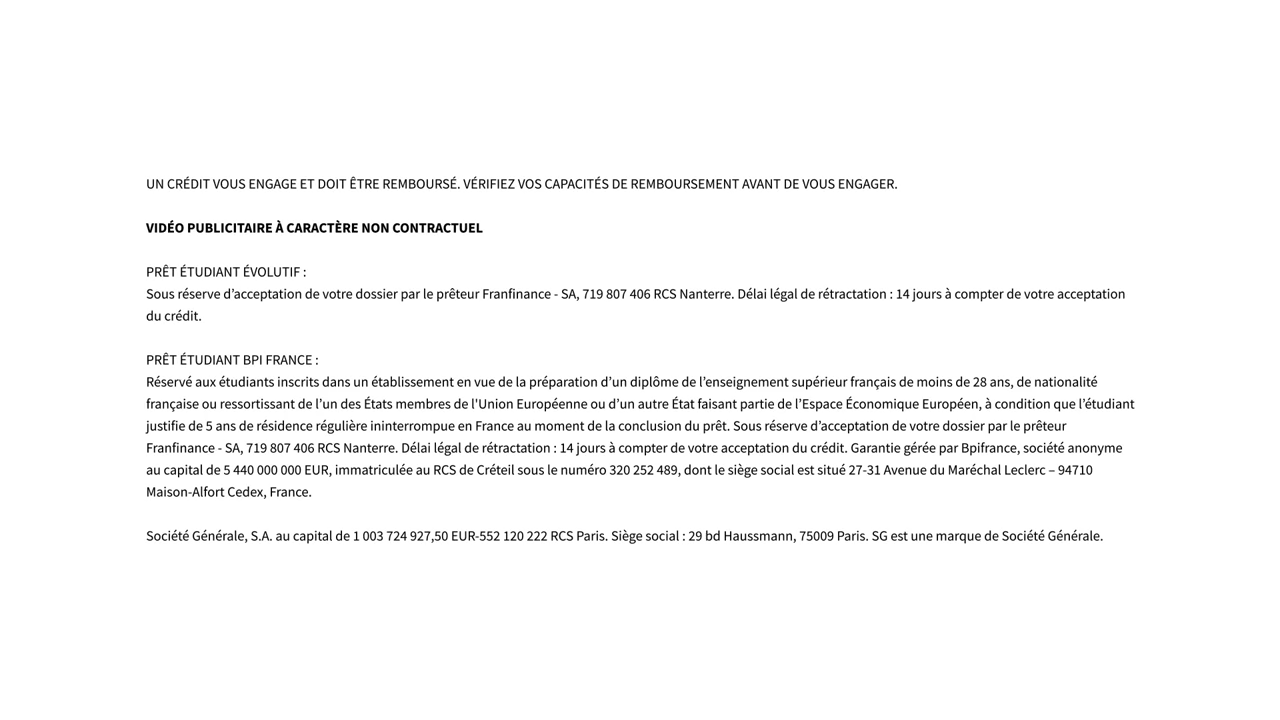 UN CRÉDIT VOUS ENGAGE ET DOIT ÊTRE REMBOURSÉ. VÉRIFIEZ VOS CAPACITÉS DE REMBOURSEMENT AVANT DE VOUS ENGAGER.
VIDÉO PUBLICITAIRE À CARACTÈRE NON CONTRACTUEL
PRÊT ÉTUDIANT ÉVOLUTIF :
Sous réserve d’acceptation de votre dossier par le prêteur Franfinance - SA, 719 807 406 RCS Nanterre. Délai légal de rétractation : 14 jours à compter de votre acceptation
du crédit.
PRÊT ÉTUDIANT BPI FRANCE :
Réservé aux étudiants inscrits dans un établissement en vue de la préparation d’un diplôme de l’enseignement supérieur français de moins de 28 ans, de nationalité
française ou ressortissant de l’un des États membres de l'Union Européenne ou d’un autre État faisant partie de l’Espace Économique Européen, à condition que l’étudiant
justifie de 5 ans de résidence régulière ininterrompue en France au moment de la conclusion du prêt. Sous réserve d’acceptation de votre dossier par le prêteur
Franfinance - SA, 719 807 406 RCS Nanterre. Délai légal de rétractation : 14 jours à compter de votre acceptation du crédit. Garantie gérée par Bpifrance, société anonyme
au capital de 5 440 000 000 EUR, immatriculée au RCS de Créteil sous le numéro 320 252 489, dont le siège social est situé 27-31 Avenue du Maréchal Leclerc – 94710
Maison-Alfort Cedex, France.
Société Générale, S.A. au capital de 1 003 724 927,50 EUR-552 120 222 RCS Paris. Siège social : 29 bd Haussmann, 75009 Paris. SG est une marque de Société Générale.